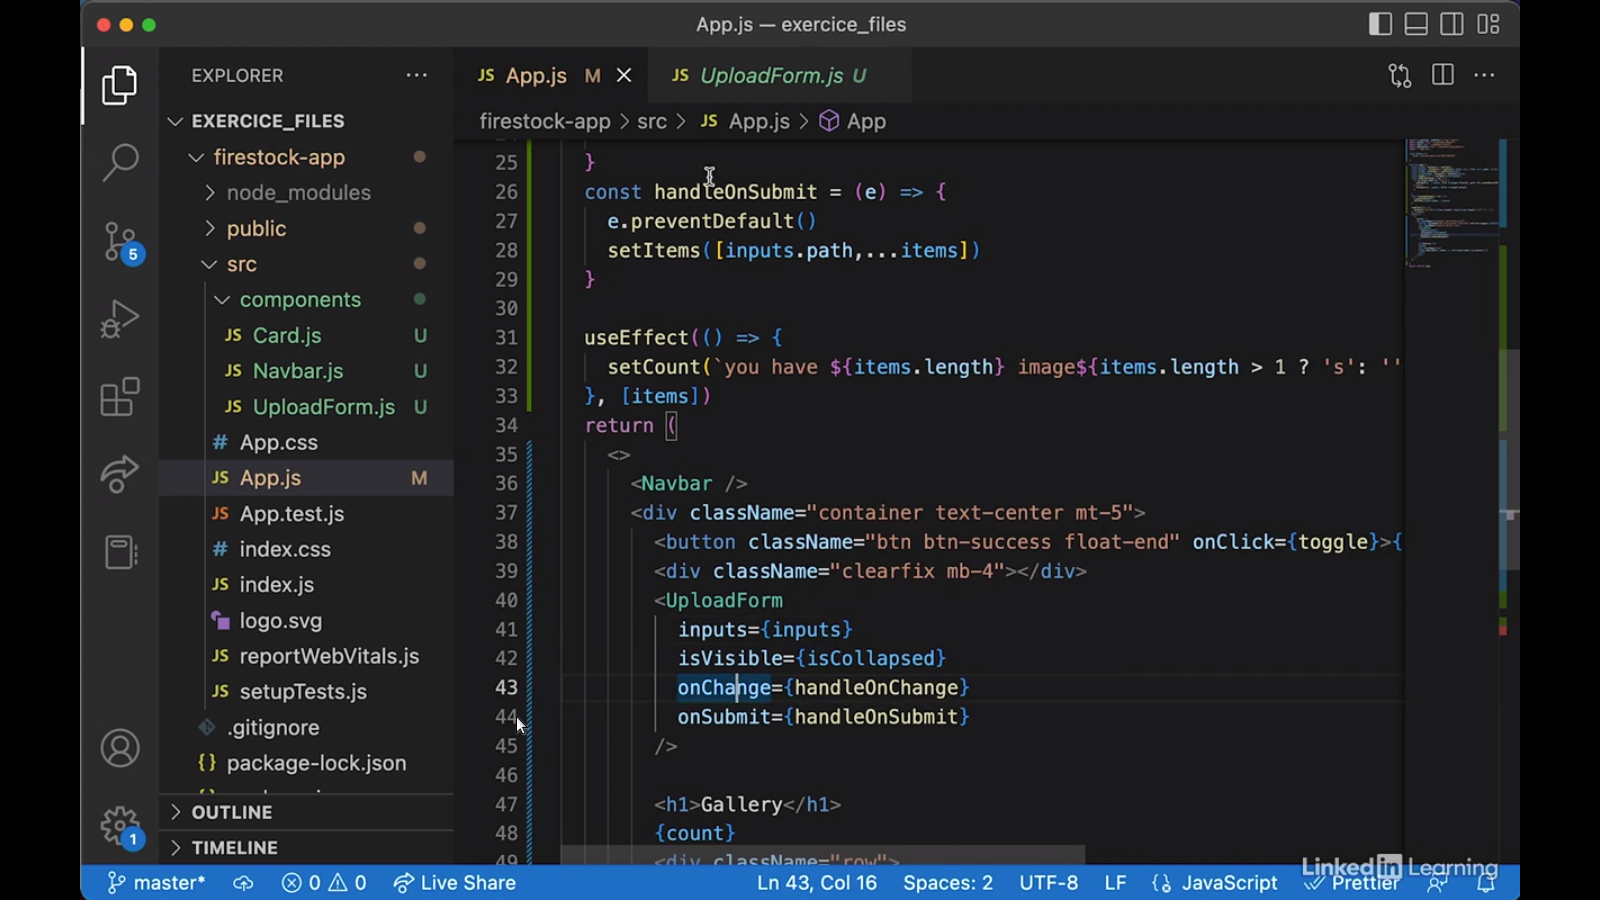 App.js — exercice_files
EXPLORER
JS App.js M
JS UploadForm.js U
EXERCICE_FILES
firestock-app > src > JS App.js > App
firestock-app
node_modules
public
src
components
JS Card.js U
JS Navbar.js U
JS UploadForm.js U
# App.css
JS App.js M
JS App.test.js
# index.css
JS index.js
logo.svg
JS reportWebVitals.js
JS setupTests.js
.gitignore
{} package-lock.json
OUTLINE
TIMELINE
5
1
25 }
26 const handleOnSubmit = (e) => {
27 e.preventDefault()
28 setItems([inputs.path,...items])
29 }
30
31 useEffect(() => {
32 setCount(`you have ${items.length} image${items.length > 1 ? 's': ''
33 }, [items])
34 return (
35 <>
36 <Navbar />
37 <div className="container text-center mt-5">
38 <button className="btn btn-success float-end" onClick={toggle}>{
39 <div className="clearfix mb-4"></div>
40 <UploadForm
41 inputs={inputs}
42 isVisible={isCollapsed}
43 onChange={handleOnChange}
44 onSubmit={handleOnSubmit}
45 />
46
47 <h1>Gallery</h1>
48 {count}
49 <div className="row">
LinkedIn Learning
master* 0 0 Live Share Ln 43, Col 16 Spaces: 2 UTF-8 LF {} JavaScript Prettier